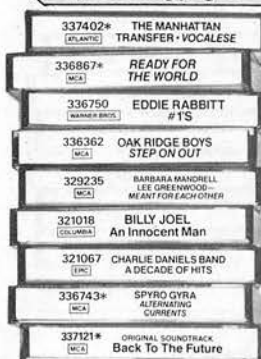 337402* THE MANHATTAN
ATLANTIC TRANSFER • VOCALESE
336867* READY FOR
MCA THE WORLD
336750 EDDIE RABBITT
WARNER BROS. #1'S
336362 OAK RIDGE BOYS
MCA STEP ON OUT
329235 BARBARA MANDRELL
MCA LEE GREENWOOD—
MEANT FOR EACH OTHER
321018 BILLY JOEL
COLUMBIA An Innocent Man
321067 CHARLIE DANIELS BAND
EPIC A DECADE OF HITS
336743* SPYRO GYRA
MCA ALTERNATING
CURRENTS
337121* ORIGINAL SOUNDTRACK
MCA Back To The Future